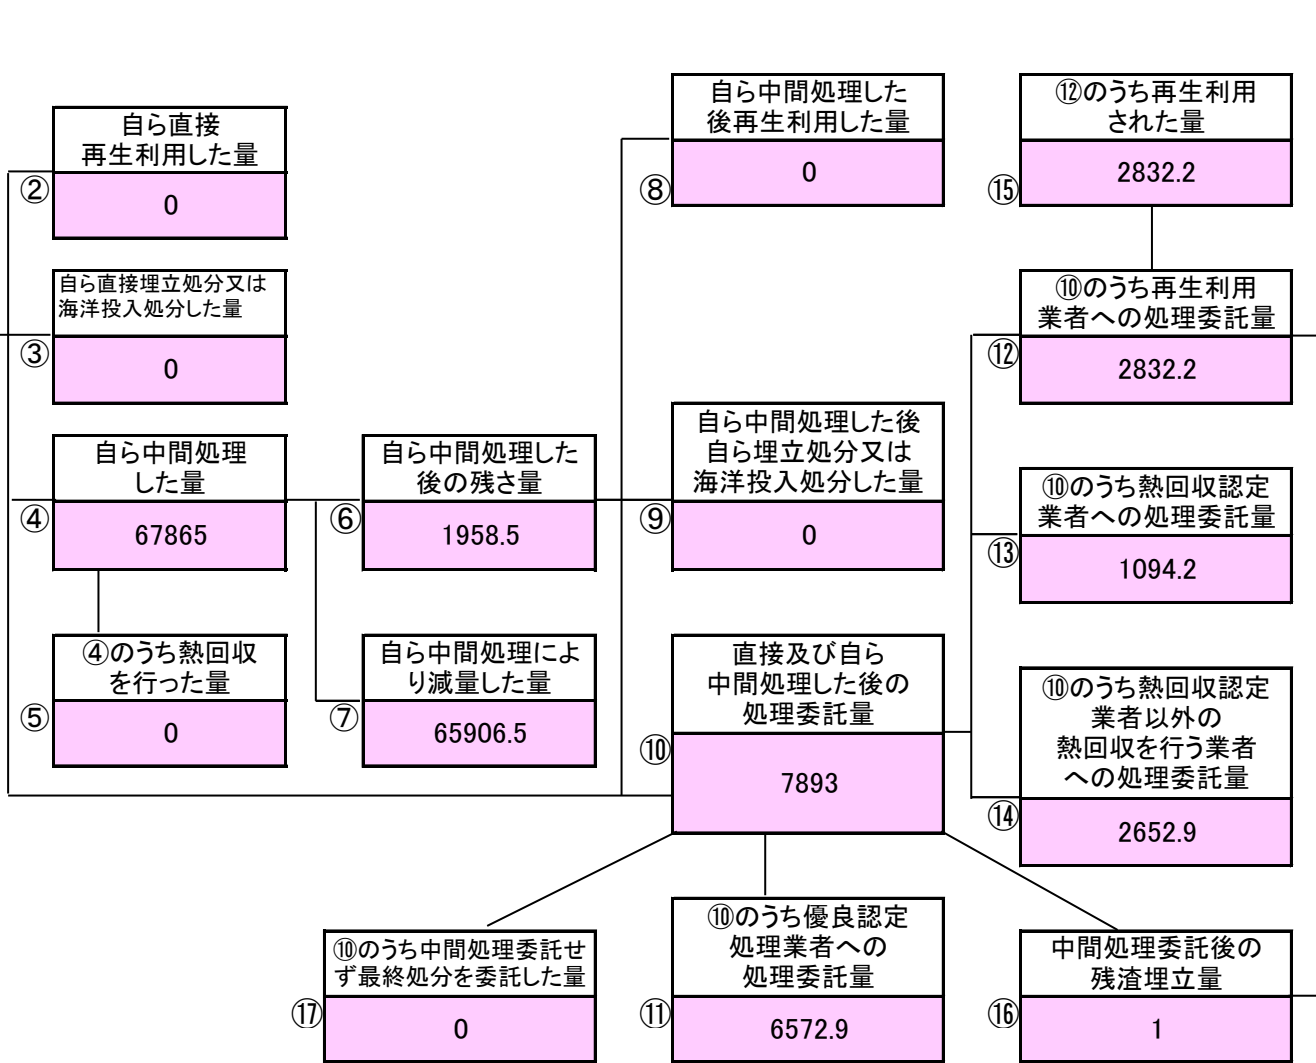 自ら直接
再生利用した量
②
0
自ら直接埋立処分又は
海洋投入処分した量
③
0
自ら中間処理
した量
④
67865
④のうち熱回収
を行った量
⑤
0
自ら中間処理した
後の残さ量
⑥
1958.5
自ら中間処理によ
り減量した量
⑦
65906.5
自ら中間処理した
後再生利用した量
⑧
0
自ら中間処理した後
自ら埋立処分又は
海洋投入処分した量
⑨
0
直接及び自ら
中間処理した後の
処理委託量
⑩
7893
⑫のうち再生利用
された量
⑮
2832.2
⑩のうち再生利用
業者への処理委託量
⑫
2832.2
⑩のうち熱回収認定
業者への処理委託量
⑬
1094.2
⑩のうち熱回収認定
業者以外の
熱回収を行う業者
への処理委託量
⑭
2652.9
⑩のうち中間処理委託せ
ず最終処分を委託した量
⑰
0
⑩のうち優良認定
処理業者への
処理委託量
⑪
6572.9
中間処理委託後の
残渣埋立量
⑯
1